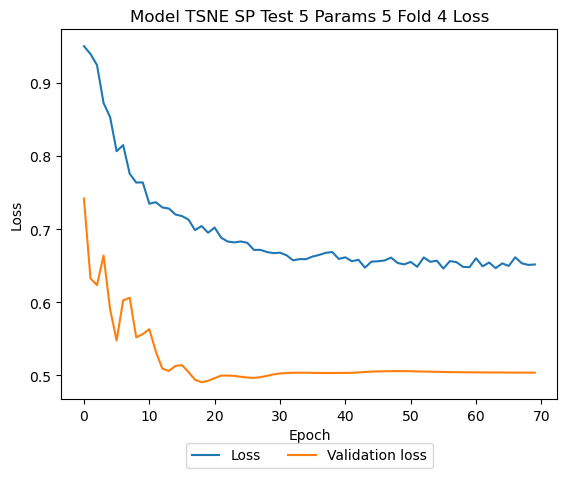 Model TSNE SP Test 5 Params 5 Fold 4 Loss
Loss
0.9
0.8
0.7
0.6
0.5
0 10 20 30 40 50 60 70
Epoch
Loss Validation loss